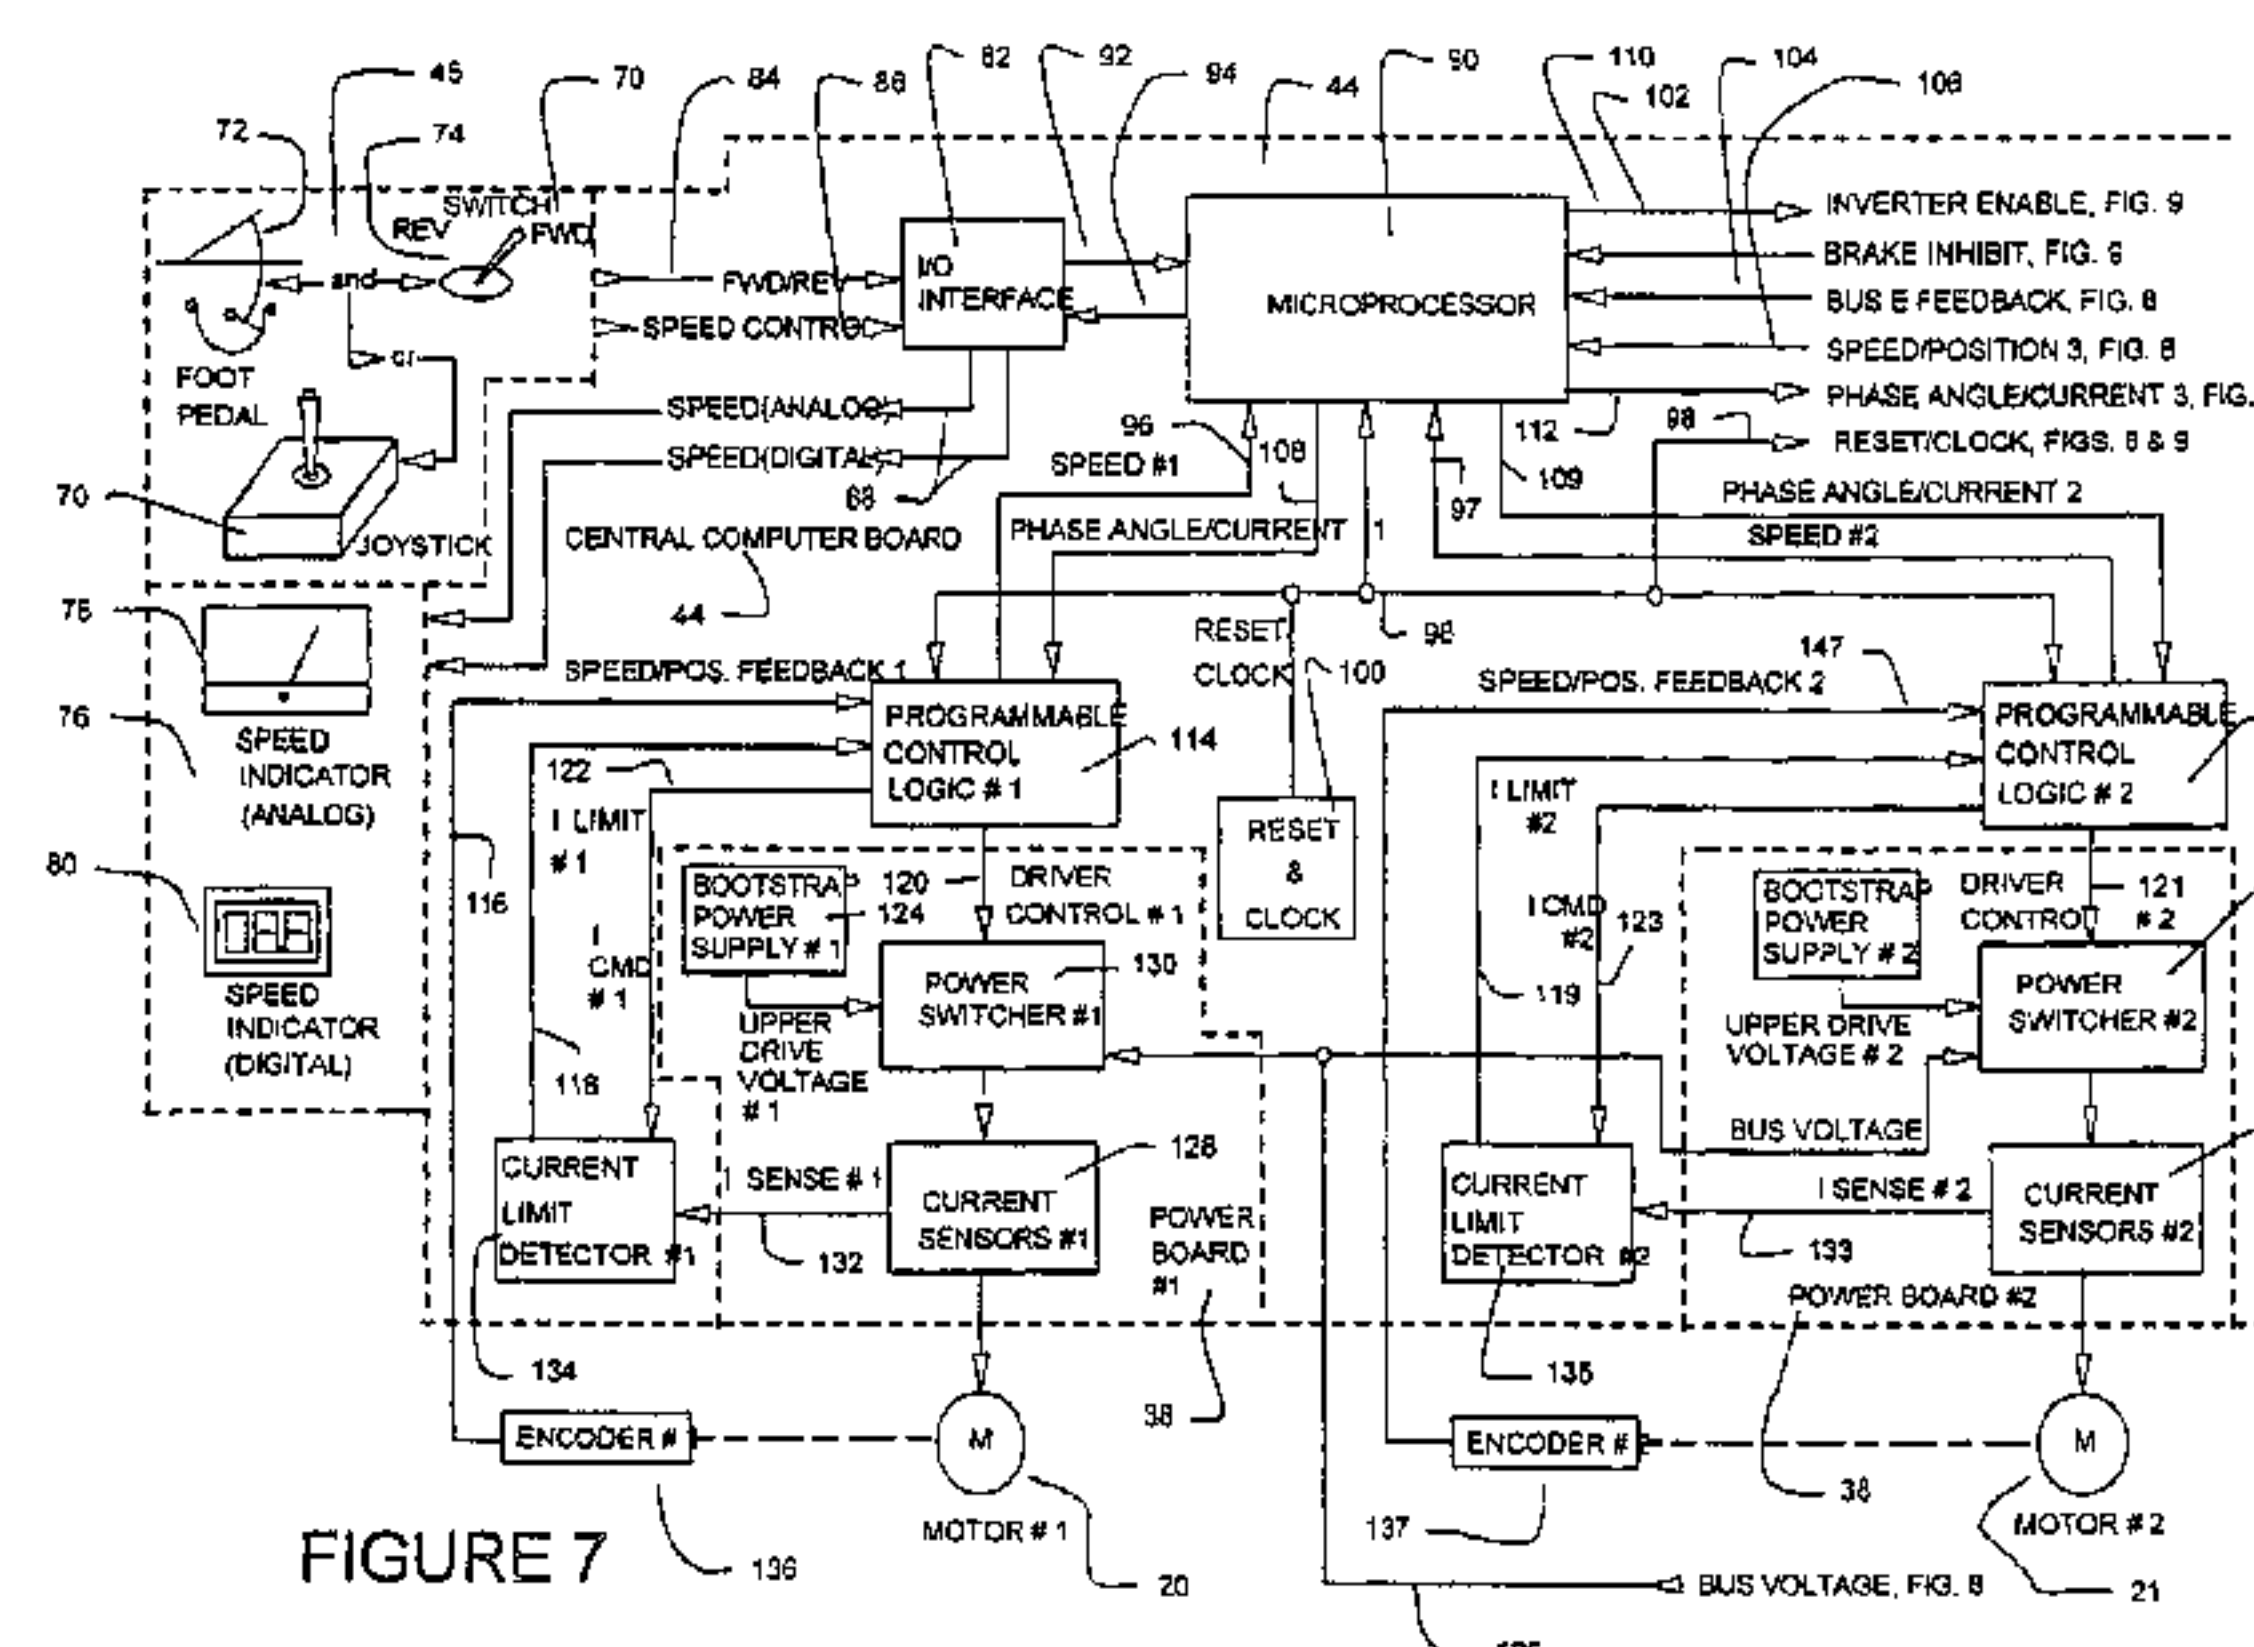 82
92
90
110
104
45
70
84
86
94
44
102
106
72
74
SWITCH
REV
FWD
INVERTER ENABLE, FIG. 9
and
FWD/REV
I/O
INTERFACE
BRAKE INHIBIT, FIG. 9
MICROPROCESSOR
BUS E FEEDBACK, FIG. 8
SPEED CONTROL
or
SPEED/POSITION 3, FIG. 8
FOOT
PEDAL
SPEED(ANALOG)
PHASE ANGLE/CURRENT 3, FIG.
96
112
98
RESET/CLOCK, FIGS. 8 & 9
SPEED(DIGITAL)
SPEED #1
108
109
70
68
97
PHASE ANGLE/CURRENT 2
JOYSTICK
CENTRAL COMPUTER BOARD
PHASE ANGLE/CURRENT 1
SPEED #2
44
RESET
CLOCK
98
100
147
SPEED/POS. FEEDBACK 1
SPEED/POS. FEEDBACK 2
78
76
PROGRAMMABLE
CONTROL
LOGIC # 1
114
PROGRAMMABLE
CONTROL
LOGIC # 2
SPEED
INDICATOR
(ANALOG)
122
I LIMIT
# 1
I LIMIT
#2
RESET
&
CLOCK
80
116
BOOTSTRAP
POWER
SUPPLY # 1
120
124
DRIVER
CONTROL # 1
BOOTSTRAP
POWER
SUPPLY # 2
DRIVER
CONTROL
121
# 2
I
CMD
# 1
I CMD
#2
123
SPEED
INDICATOR
(DIGITAL)
POWER
SWITCHER #1
130
119
POWER
SWITCHER #2
UPPER
DRIVE
VOLTAGE
# 1
UPPER DRIVE
VOLTAGE # 2
118
BUS VOLTAGE
128
CURRENT
LIMIT
DETECTOR #1
I SENSE # 1
CURRENT
SENSORS #1
132
POWER
BOARD
#1
CURRENT
LIMIT
DETECTOR #2
I SENSE # 2
133
CURRENT
SENSORS #2
POWER BOARD #2
134
135
38
ENCODER #
M
ENCODER #
M
38
MOTOR # 1
137
MOTOR # 2
FIGURE 7
136
20
BUS VOLTAGE, FIG. 8
21